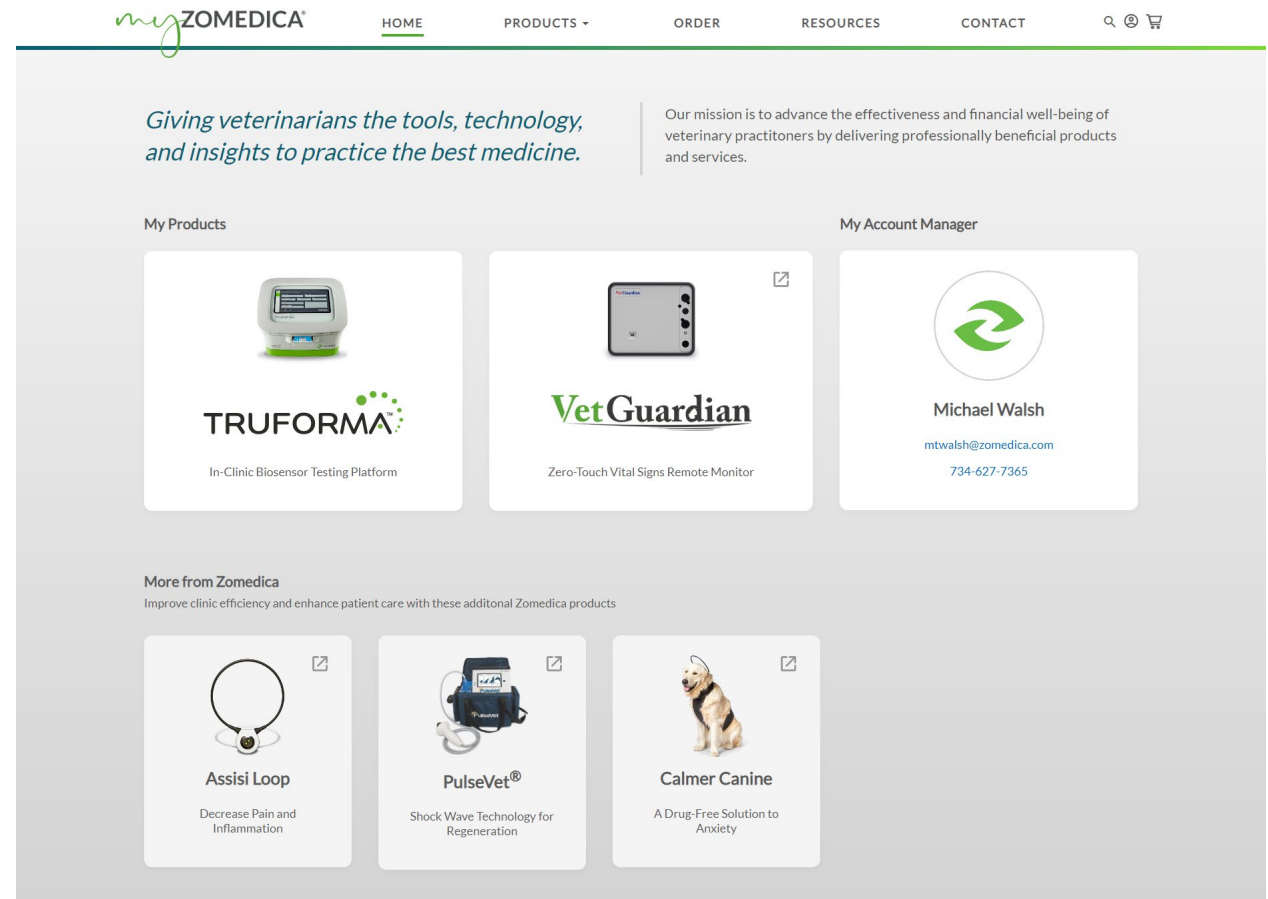 myZOMEDICA®
HOME
PRODUCTS
ORDER
RESOURCES
CONTACT
Giving veterinarians the tools, technology,
and insights to practice the best medicine.
Our mission is to advance the effectiveness and financial well-being of
veterinary practitoners by delivering professionally beneficial products
and services.
My Products
My Account Manager
TRUFORMA™
In-Clinic Biosensor Testing Platform
VetGuardian
VetGuardian
Zero-Touch Vital Signs Remote Monitor
Michael Walsh
mtwalsh@zomedica.com
734-627-7365
More from Zomedica
Improve clinic efficiency and enhance patient care with these additonal Zomedica products
Assisi Loop
Decrease Pain and
Inflammation
PulseVet
PulseVet®
Shock Wave Technology for
Regeneration
Calmer Canine
A Drug-Free Solution to
Anxiety